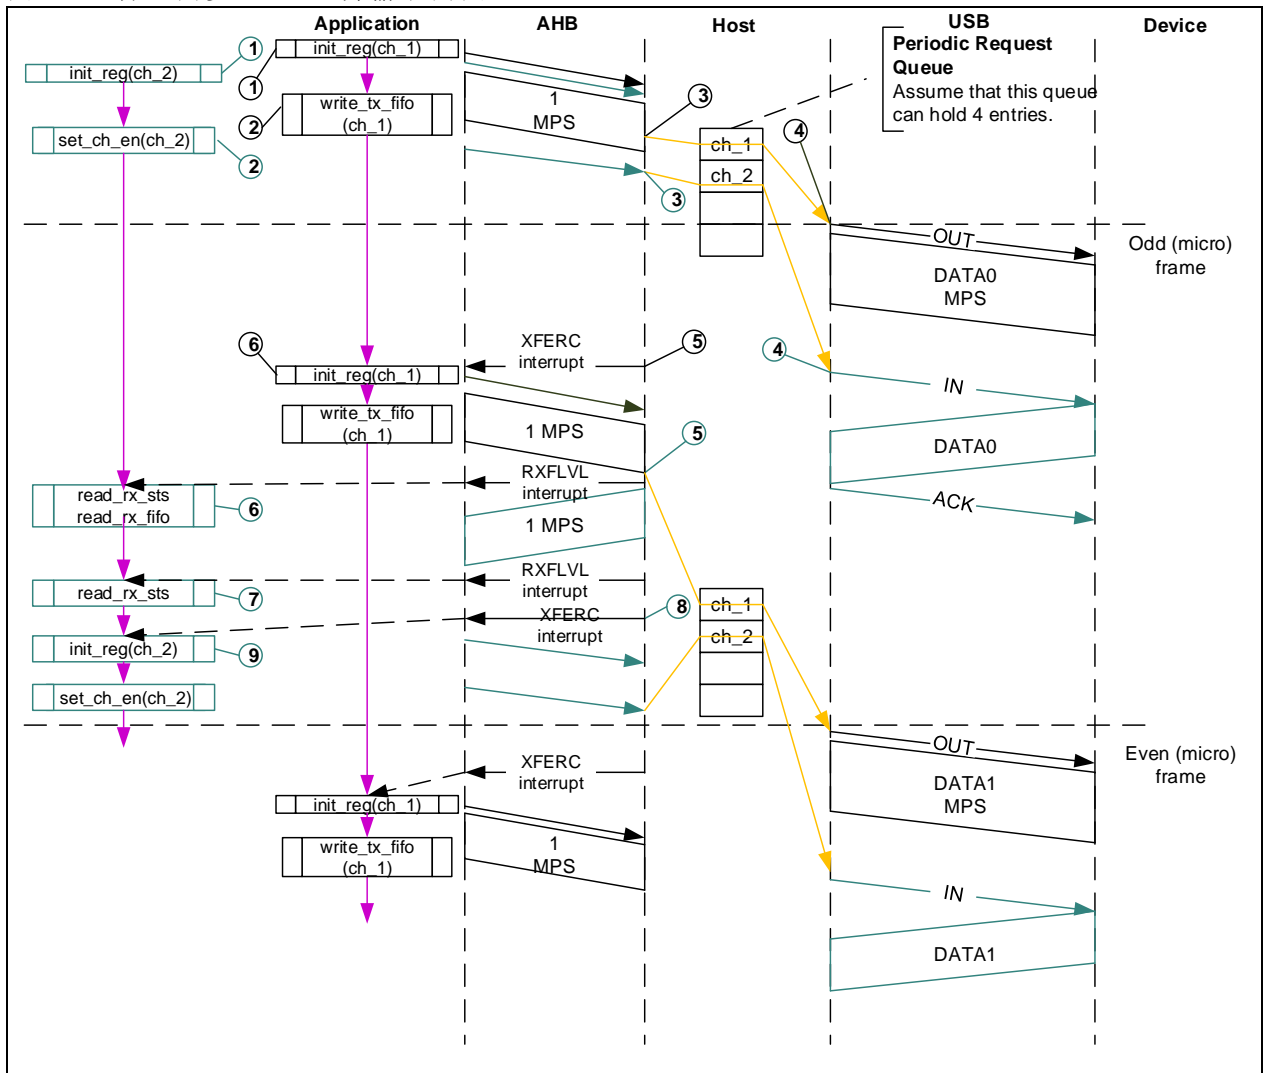 Application AHB Host USB Device
Periodic Request
Queue
Assume that this queue
can hold 4 entries.
1 init_reg(ch_1)
init_reg(ch_2)
1
write_tx_fifo
(ch_1)
1
MPS
2
3
4
set_ch_en(ch_2)
2
ch_1
ch_2
3
OUT
Odd (micro)
frame
DATA0
MPS
6
XFERC
interrupt
5
4
init_reg(ch_1)
IN
write_tx_fifo
(ch_1)
1 MPS
5
DATA0
RXFLVL
interrupt
read_rx_sts
read_rx_fifo
6
1 MPS
ACK
RXFLVL
interrupt
read_rx_sts
7
XFERC
interrupt
8
ch_1
ch_2
init_reg(ch_2)
9
set_ch_en(ch_2)
OUT
Even (micro)
frame
XFERC
interrupt
DATA1
MPS
init_reg(ch_1)
write_tx_fifo
(ch_1)
1
MPS
IN
DATA1